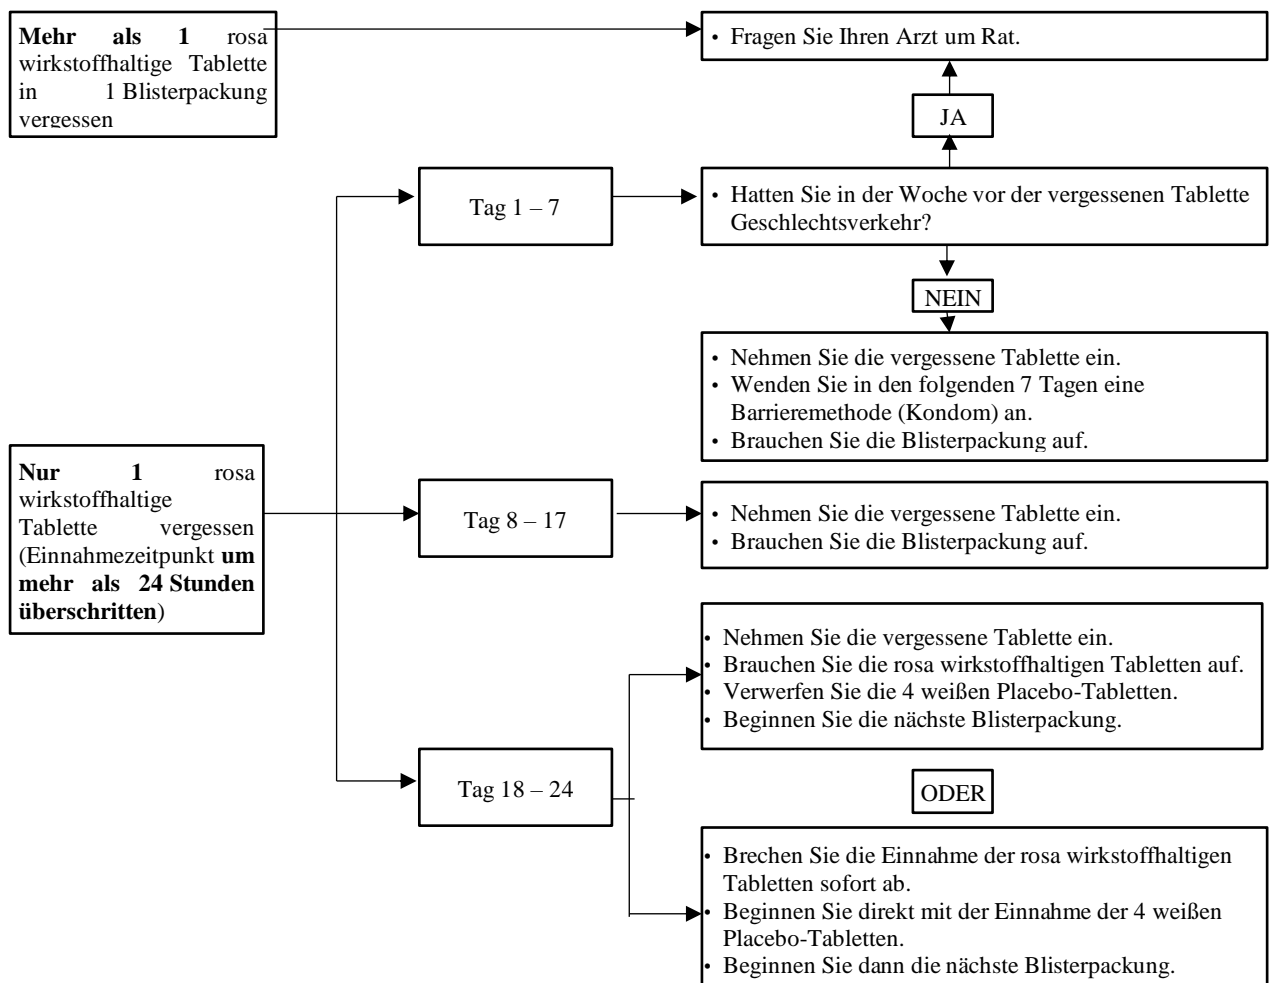 Mehr als 1 rosa
wirkstoffhaltige Tablette
in 1 Blisterpackung
vergessen
• Fragen Sie Ihren Arzt um Rat.
JA
Tag 1 – 7
• Hatten Sie in der Woche vor der vergessenen Tablette
Geschlechtsverkehr?
NEIN
• Nehmen Sie die vergessene Tablette ein.
• Wenden Sie in den folgenden 7 Tagen eine
Barrieremethode (Kondom) an.
• Brauchen Sie die Blisterpackung auf.
Nur 1 rosa
wirkstoffhaltige
Tablette vergessen
(Einnahmezeitpunkt um
mehr als 24 Stunden
überschritten)
Tag 8 – 17
• Nehmen Sie die vergessene Tablette ein.
• Brauchen Sie die Blisterpackung auf.
• Nehmen Sie die vergessene Tablette ein.
• Brauchen Sie die rosa wirkstoffhaltigen Tabletten auf.
• Verwerfen Sie die 4 weißen Placebo-Tabletten.
• Beginnen Sie die nächste Blisterpackung.
Tag 18 – 24
ODER
• Brechen Sie die Einnahme der rosa wirkstoffhaltigen
Tabletten sofort ab.
• Beginnen Sie direkt mit der Einnahme der 4 weißen
Placebo-Tabletten.
• Beginnen Sie dann die nächste Blisterpackung.